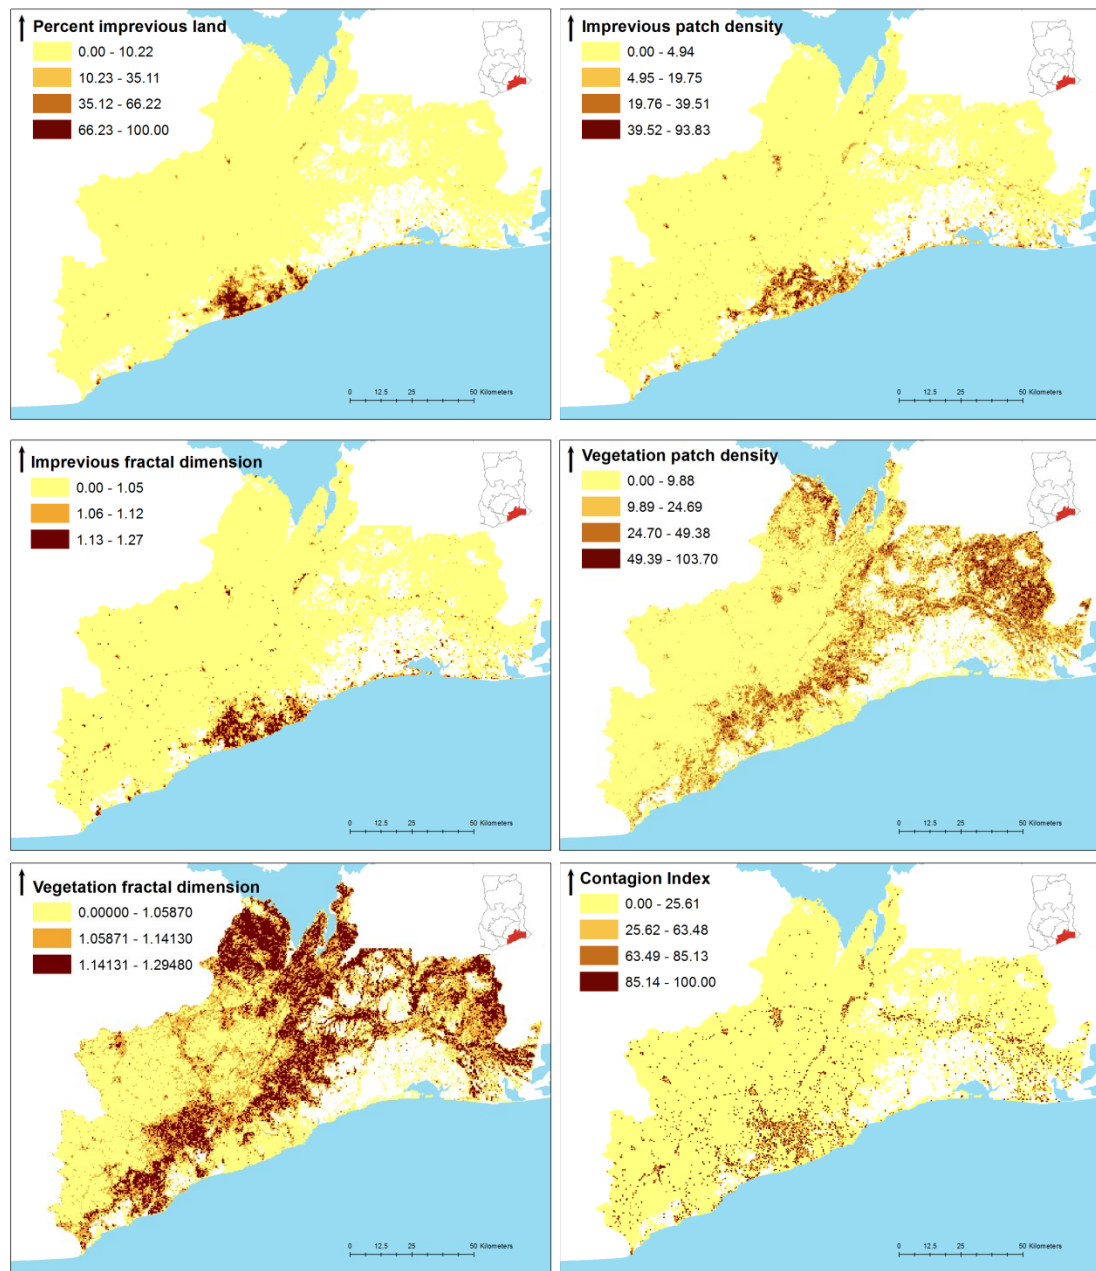 Percent imprevious land
0.00 - 10.22
10.23 - 35.11
35.12 - 66.22
66.23 - 100.00
0 12.5 25 50 Kilometers
Imprevious patch density
0.00 - 4.94
4.95 - 19.75
19.76 - 39.51
39.52 - 93.83
0 12.5 25 50 Kilometers
Imprevious fractal dimension
0.00 - 1.05
1.06 - 1.12
1.13 - 1.27
0 12.5 25 50 Kilometers
Vegetation patch density
0.00 - 9.88
9.89 - 24.69
24.70 - 49.38
49.39 - 103.70
0 12.5 25 50 Kilometers
Vegetation fractal dimension
0.00000 - 1.05870
1.05871 - 1.14130
1.14131 - 1.29480
0 12.5 25 50 Kilometers
Contagion Index
0.00 - 25.61
25.62 - 63.48
63.49 - 85.13
85.14 - 100.00
0 12.5 25 50 Kilometers